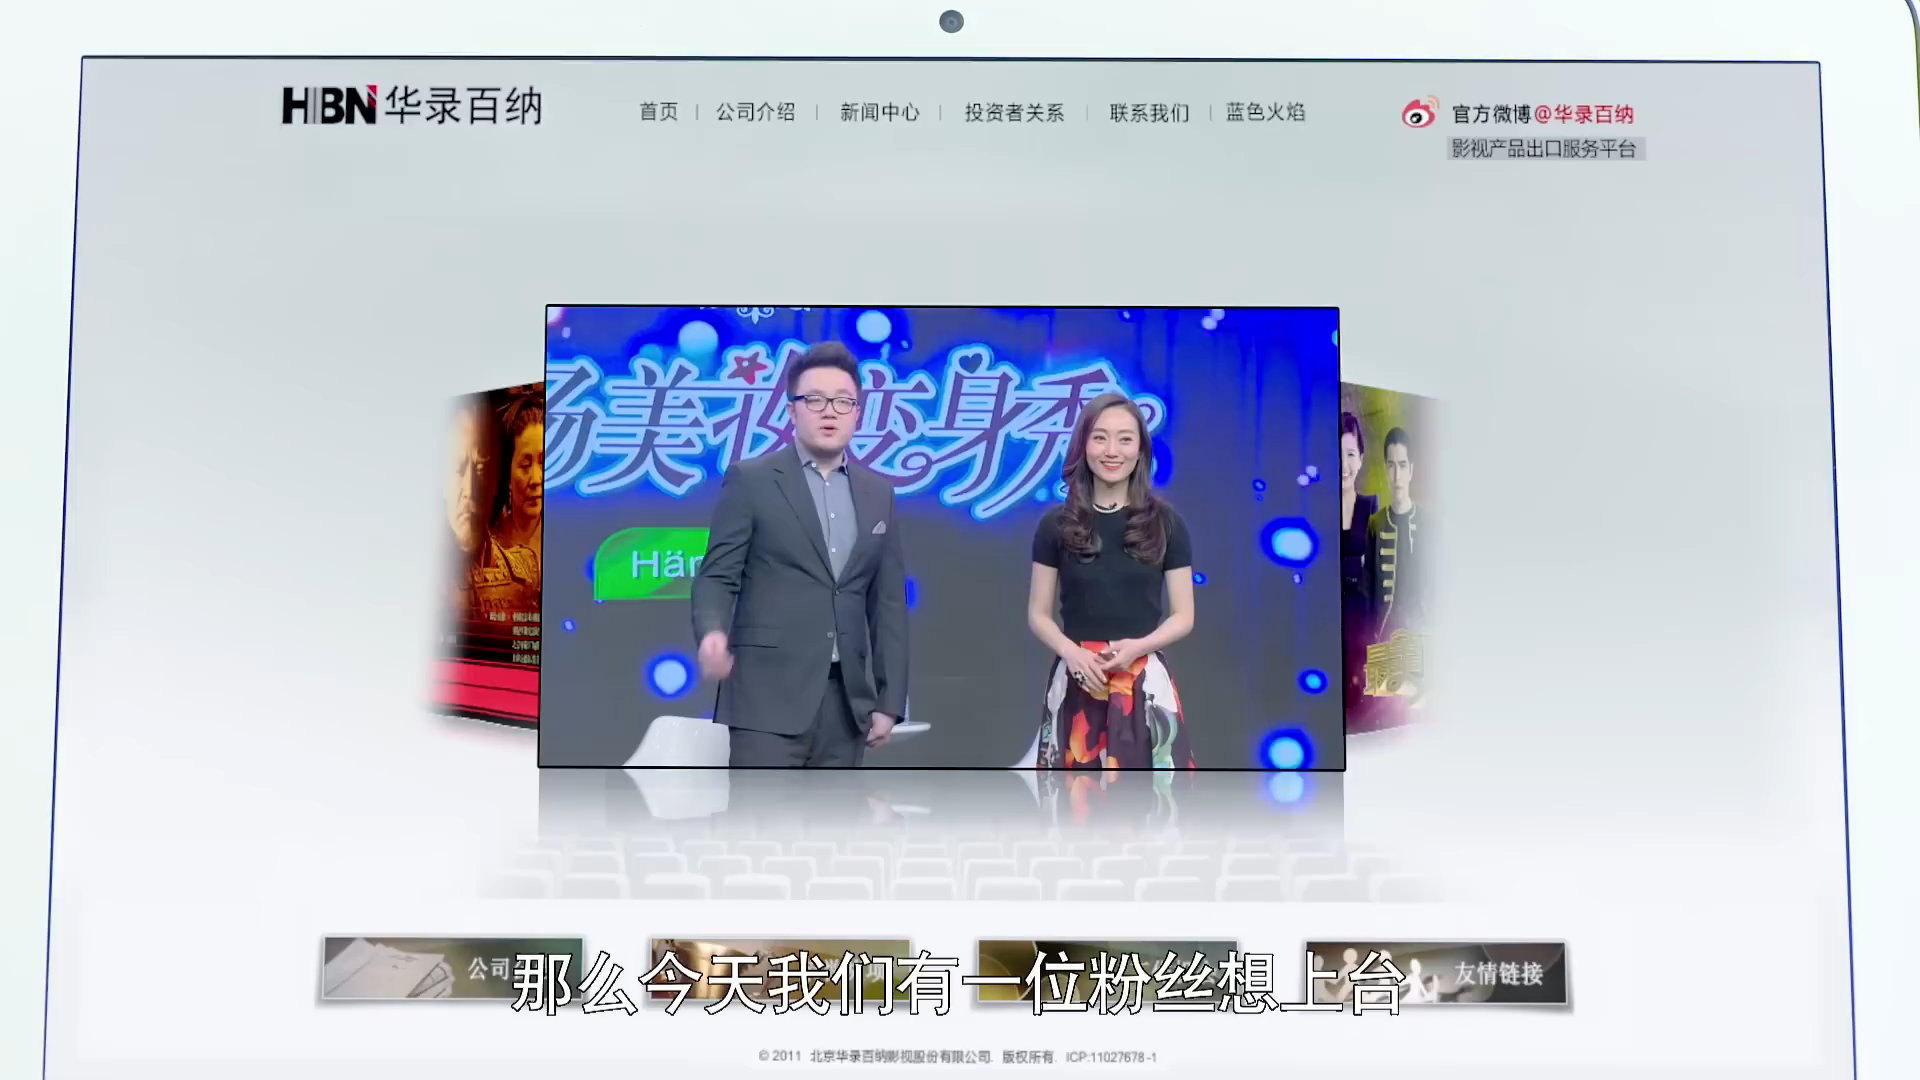 HBN华录百纳
首页 | 公司介绍 | 新闻中心 | 投资者关系 | 联系我们 | 蓝色火焰
官方微博@华录百纳
影视产品出口服务平台
美妆变身秀
Här
公司
项
友情链接
那么今天我们有一位粉丝想上台
© 2011 北京华录百纳影视股份有限公司. 版权所有. ICP:11027678-1